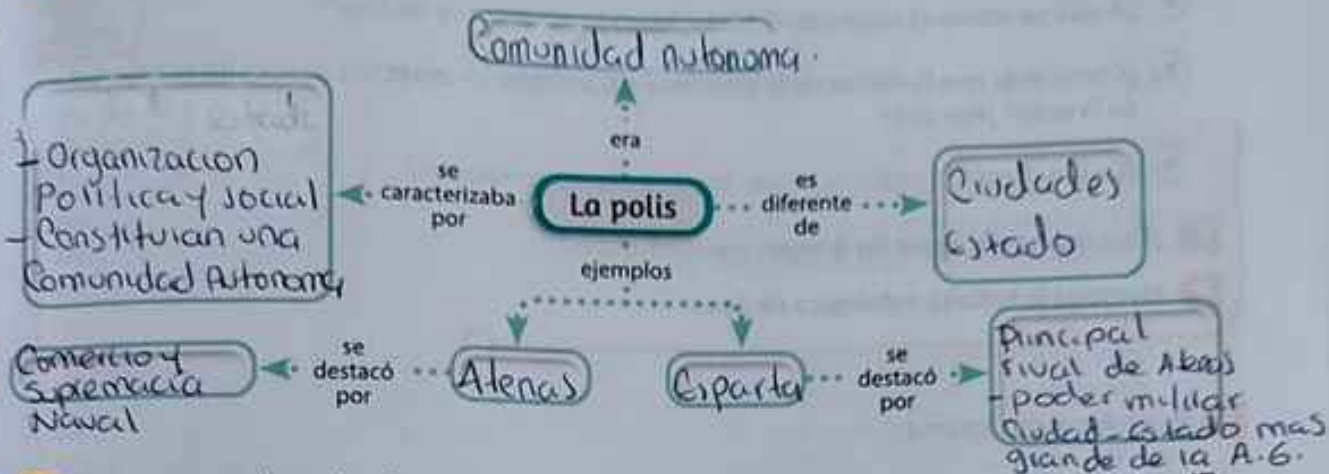 Comunidad autonoma.
era
- Organizacion
Política y social
- Constituian una
Comunidad Autonoma
se
caracterizaba
por
La polis
es
diferente
de
Ciudades
Estado
ejemplos
Comercio y
Supremacia
Naval
se
destacó
por
Atenas
Esparta
se
destacó
por
Principal
rival de
- poder militar
Ciudad-Estado mas
grande de la A.G.